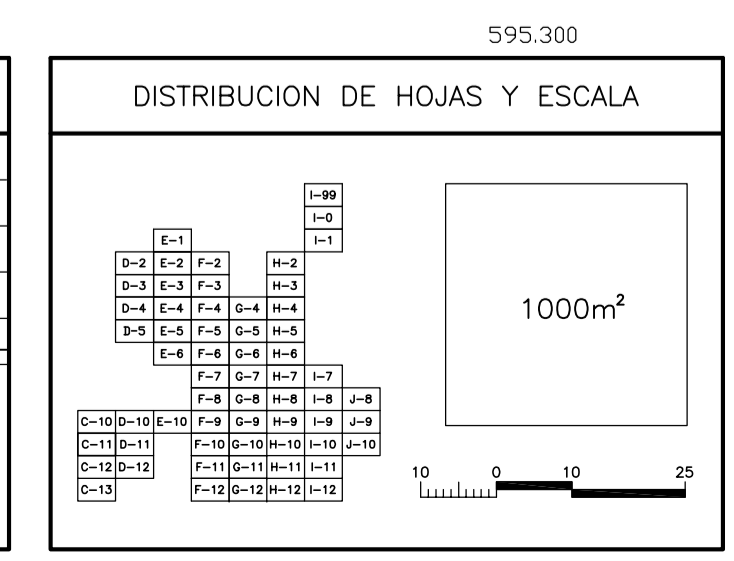 595.300
DISTRIBUCION DE HOJAS Y ESCALA
I-99
I-0
E-1 I-1
D-2 E-2 F-2 H-2
D-3 E-3 F-3 H-3
D-4 E-4 F-4 G-4 H-4
D-5 E-5 F-5 G-5 H-5
E-6 F-6 G-6 H-6
F-7 G-7 H-7 I-7
F-8 G-8 H-8 I-8 J-8
C-10 D-10 E-10 F-9 G-9 H-9 I-9 J-9
C-11 D-11 F-10 G-10 H-10 I-10 J-10
C-12 D-12 F-11 G-11 H-11 I-11
C-13 F-12 G-12 H-12 I-12
1000m²
10 0 10 25